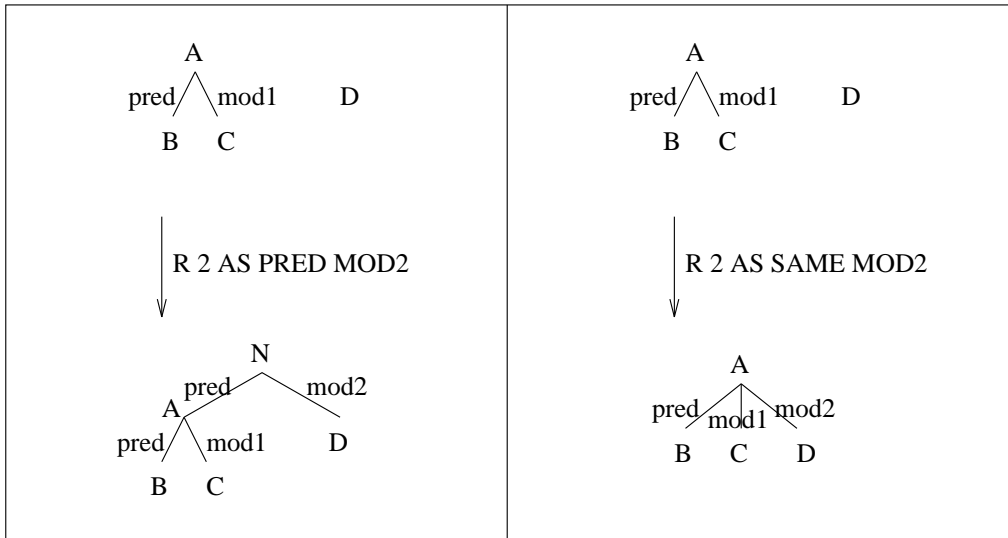 A
pred mod1 D
B C
R 2 AS PRED MOD2
N
pred mod2
A
pred mod1 D
B C
A
pred mod1 D
B C
R 2 AS SAME MOD2
A
pred mod1 mod2
B C D